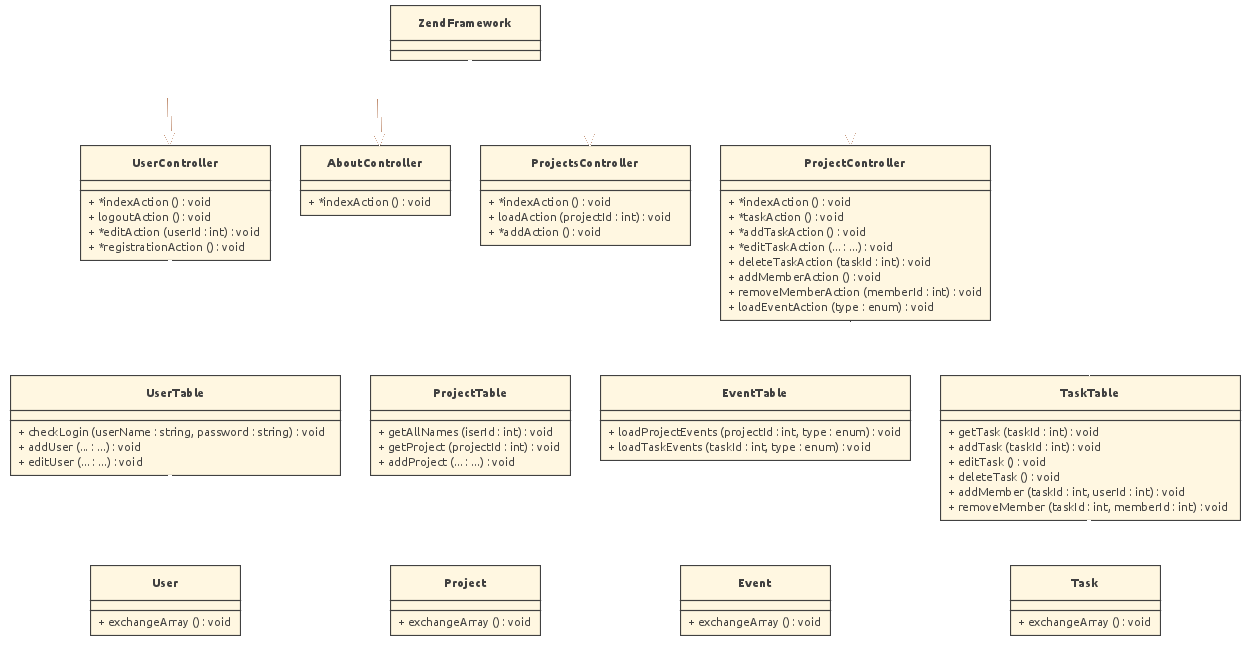 ZendFramework
UserController
+ *indexAction () : void
+ logoutAction () : void
+ *editAction (userId : int) : void
+ *registrationAction () : void
AboutController
+ *indexAction () : void
ProjectsController
+ *indexAction () : void
+ loadAction (projectId : int) : void
+ *addAction () : void
ProjectController
+ *indexAction () : void
+ *taskAction () : void
+ *addTaskAction () : void
+ *editTaskAction (... : ...) : void
+ deleteTaskAction (taskId : int) : void
+ addMemberAction () : void
+ removeMemberAction (memberId : int) : void
+ loadEventAction (type : enum) : void
UserTable
+ checkLogin (userName : string, password : string) : void
+ addUser (... : ...) : void
+ editUser (... : ...) : void
ProjectTable
+ getAllNames (iserId : int) : void
+ getProject (projectId : int) : void
+ addProject (... : ...) : void
EventTable
+ loadProjectEvents (projectId : int, type : enum) : void
+ loadTaskEvents (taskId : int, type : enum) : void
TaskTable
+ getTask (taskId : int) : void
+ addTask (taskId : int) : void
+ editTask () : void
+ deleteTask () : void
+ addMember (taskId : int, userId : int) : void
+ removeMember (taskId : int, memberId : int) : void
User
+ exchangeArray () : void
Project
+ exchangeArray () : void
Event
+ exchangeArray () : void
Task
+ exchangeArray () : void